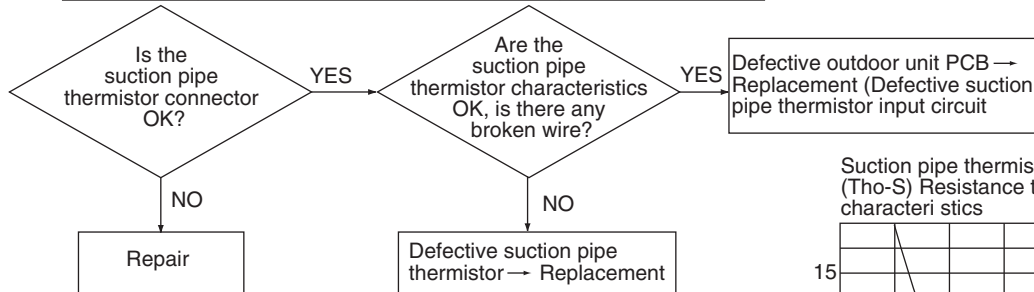 Is the
suction pipe
thermistor connector
OK?
YES
Are the
suction pipe
thermistor characteristics
OK, is there any
broken wire?
YES
Defective outdoor unit PCB →
Replacement (Defective suction
pipe thermistor input circuit
NO
Repair
NO
Defective suction pipe
thermistor → Replacement
Suction pipe
(Tho-S) Resistance
characteri stics
15